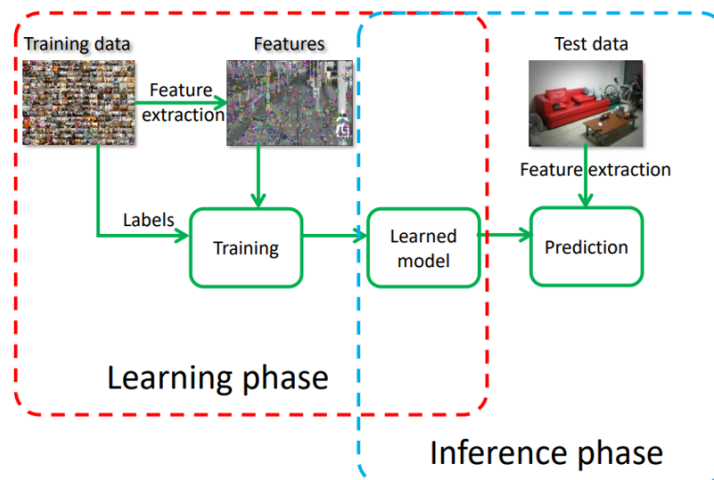 Training data
Features
Test data
Feature
extraction
Feature extraction
Labels
Training
Learned
model
Prediction
Learning phase
Inference phase